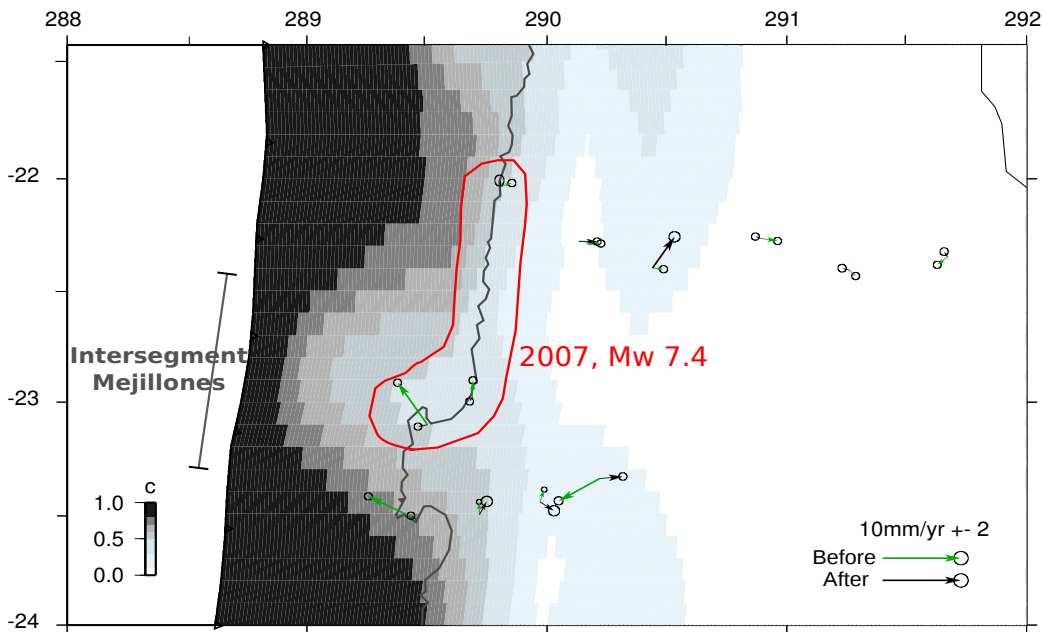 288 289 290 291 292
-22
-23
-24
Intersegment
Mejillones
2007, Mw 7.4
c
1.0
0.5
0.0
10mm/yr +- 2
Before
After